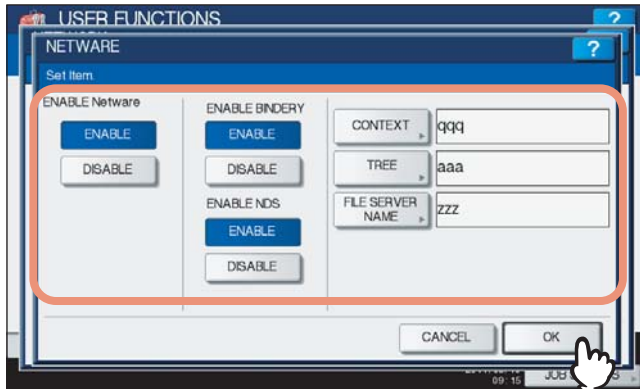 USER FUNCTIONS
?
NETWARE
?
Set Item.
ENABLE Netware
ENABLE
DISABLE
ENABLE BINDERY
ENABLE
DISABLE
ENABLE NDS
ENABLE
DISABLE
CONTEXT
qqq
TREE
aaa
FILE SERVER
NAME
zzz
CANCEL
OK
09:15